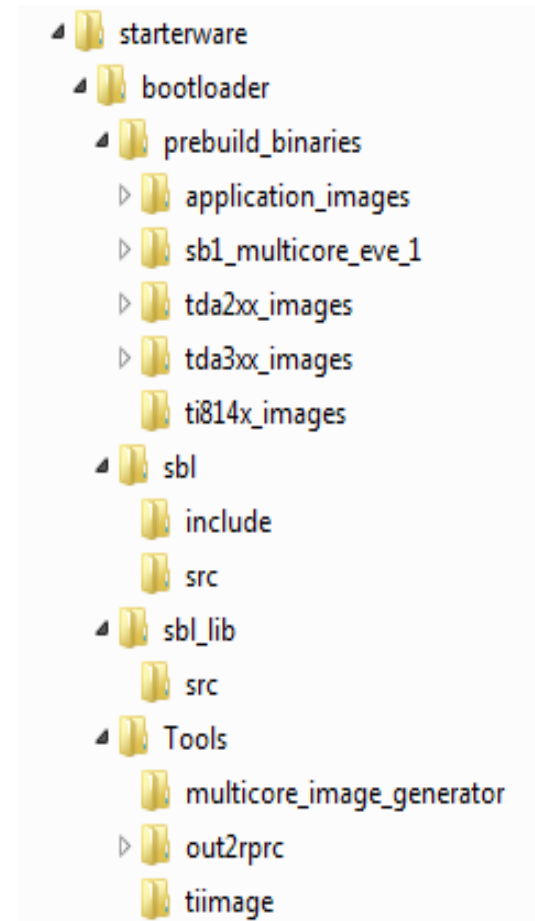 starterware
bootloader
prebuild_binaries
application_images
sb1_multicore_eve_1
tda2xx_images
tda3xx_images
ti814x_images
sbl
include
src
sbl_lib
src
Tools
multicore_image_generator
out2rprc
tiimage